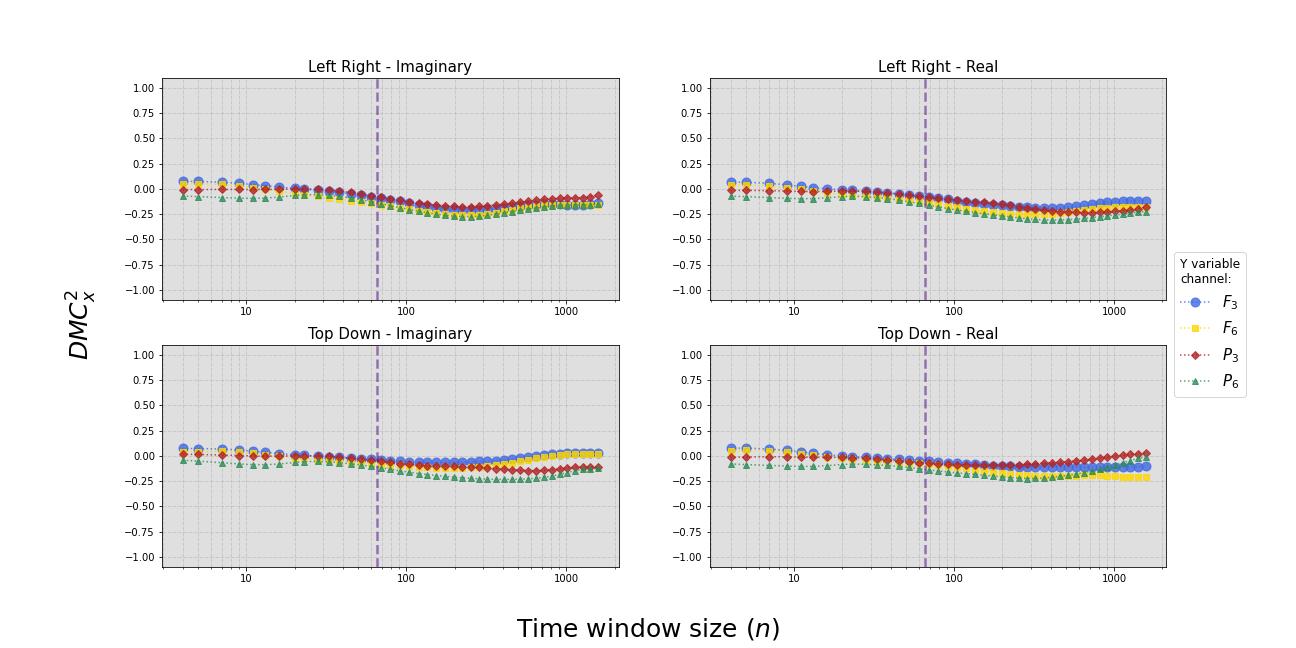 Left Right - Imaginary
1.00
0.75
0.50
0.25
0.00
−0.25
−0.50
−0.75
−1.00
10 100 1000
Left Right - Real
1.00
0.75
0.50
0.25
0.00
−0.25
−0.50
−0.75
−1.00
10 100 1000
Top Down - Imaginary
1.00
0.75
0.50
0.25
0.00
−0.25
−0.50
−0.75
−1.00
10 100 1000
Top Down - Real
1.00
0.75
0.50
0.25
0.00
−0.25
−0.50
−0.75
−1.00
10 100 1000
Y variable
channel:
F₃
F₆
P₃
P₆
DMC²ₓ
Time window size (n)